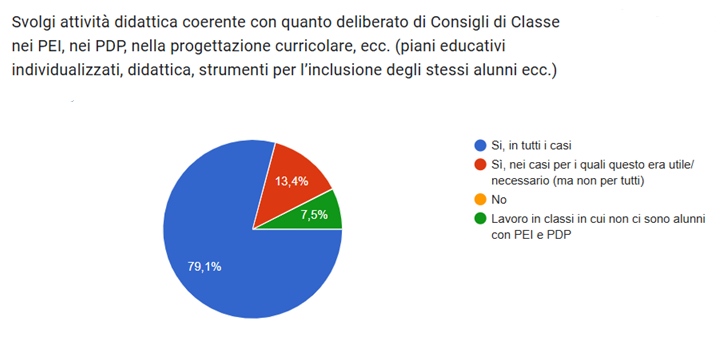 Svolgi attività didattica coerente con quanto deliberato di Consigli di Classe
nei PEI, nei PDP, nella progettazione curricolare, ecc. (piani educativi
individualizzati, didattica, strumenti per l'inclusione degli stessi alunni ecc.)
Si, in tutti i casi
Sì, nei casi per i quali questo era utile/
necessario (ma non per tutti)
No
Lavoro in classi in cui non ci sono alunni
con PEI e PDP
13,4%
7,5%
79,1%